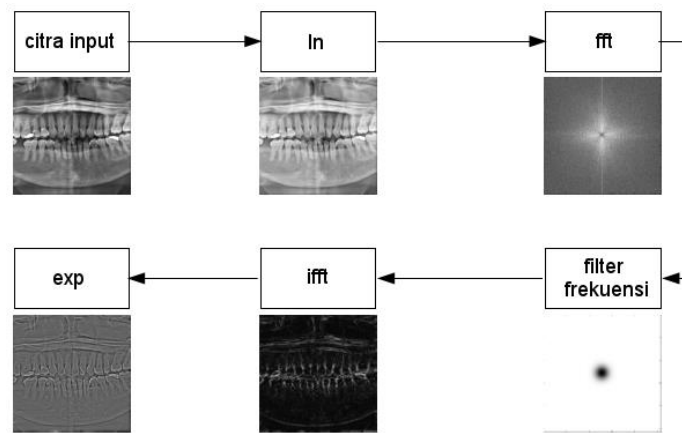 citra input
ln
fft
exp
ifft
filter
frekuensi